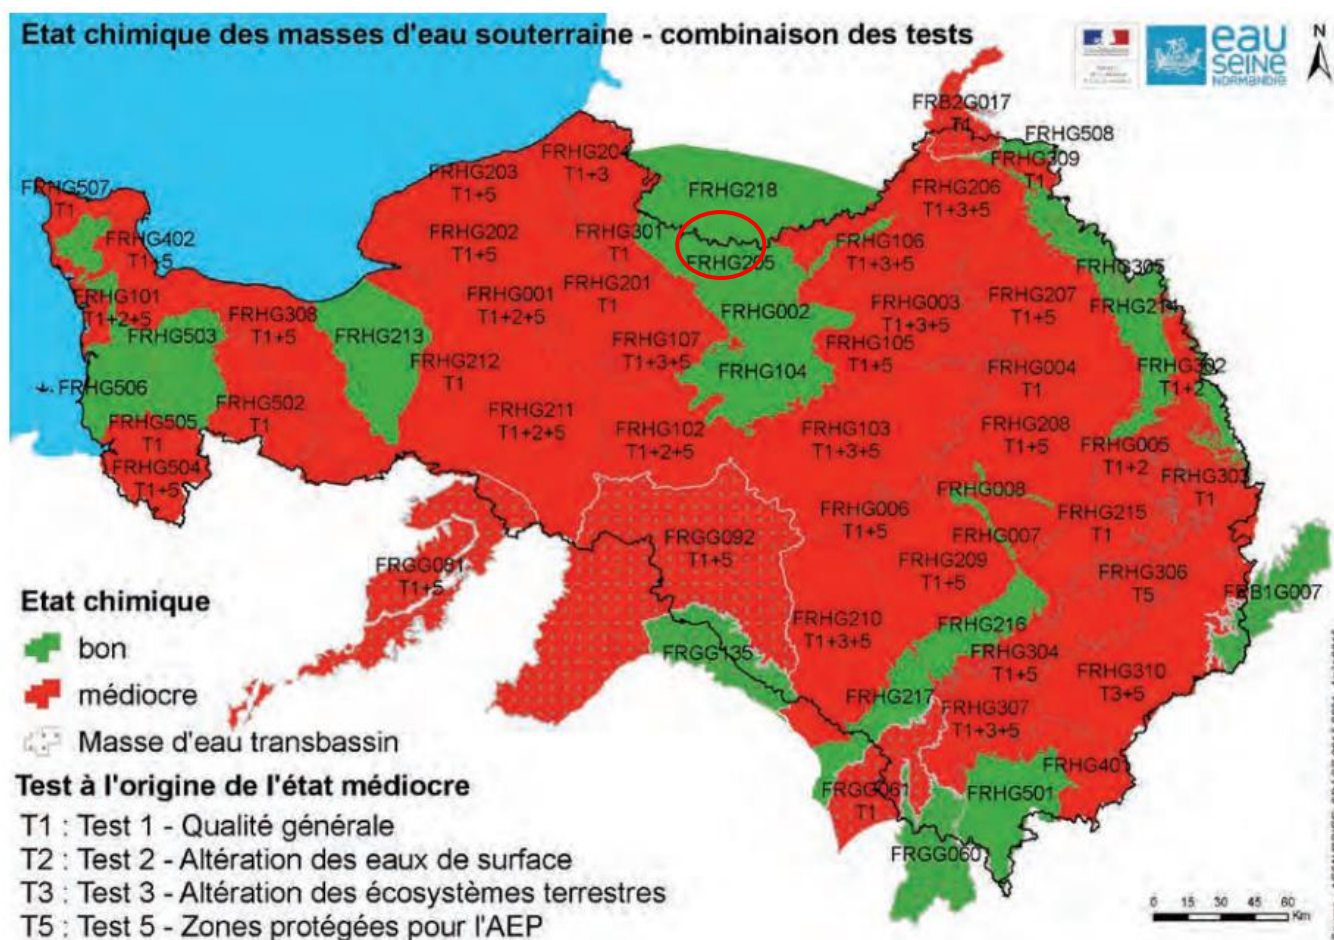 Etat chimique des masses d'eau souterraine - combinaison des tests
eau
SEINE
NORMANDIE
N
FRB2G017
T4
FRHG508
FRHG309
T1
FRHG204
T1+3
FRHG203
T1+5
FRHG206
T1+3+5
FRHG507
T1
FRHG218
FRHG402
T1+5
FRHG202
T1+5
FRHG301
T1
FRHG106
T1+3+5
FRHG205
FRHG305
FRHG101
T1+2+5
FRHG201
T1
FRHG001
T1+2+5
FRHG003
T1+3+5
FRHG207
T1+5
FRHG214
FRHG308
T1+5
FRHG002
FRHG503
FRHG213
FRHG107
T1+3+5
FRHG105
T1+5
FRHG212
T1
FRHG104
FRHG004
T1
FRHG302
T1+2
FRHG506
FRHG502
T1
FRHG211
T1+2+5
FRHG505
T1
FRHG102
T1+2+5
FRHG103
T1+3+5
FRHG208
T1+5
FRHG005
T1+2
FRHG504
T1+5
FRHG303
T1
FRHG008
FRHG006
T1+5
FRHG215
T1
FRGG092
T1+5
FRHG007
FRGG081
T1+5
FRHG209
T1+5
FRHG306
T5
FRB1G007
FRHG210
T1+3+5
FRHG216
FRGG135
FRHG304
T1+5
FRHG310
T3+5
FRHG217
FRHG307
T1+3+5
FRHG401
FRGG061
T1
FRHG501
FRGG060
Etat chimique
bon
médiocre
Masse d'eau transbassin
Test à l'origine de l'état médiocre
T1 : Test 1 - Qualité générale
T2 : Test 2 - Altération des eaux de surface
T3 : Test 3 - Altération des écosystèmes terrestres
T5 : Test 5 - Zones protégées pour l'AEP
0 15 30 45 60
Km